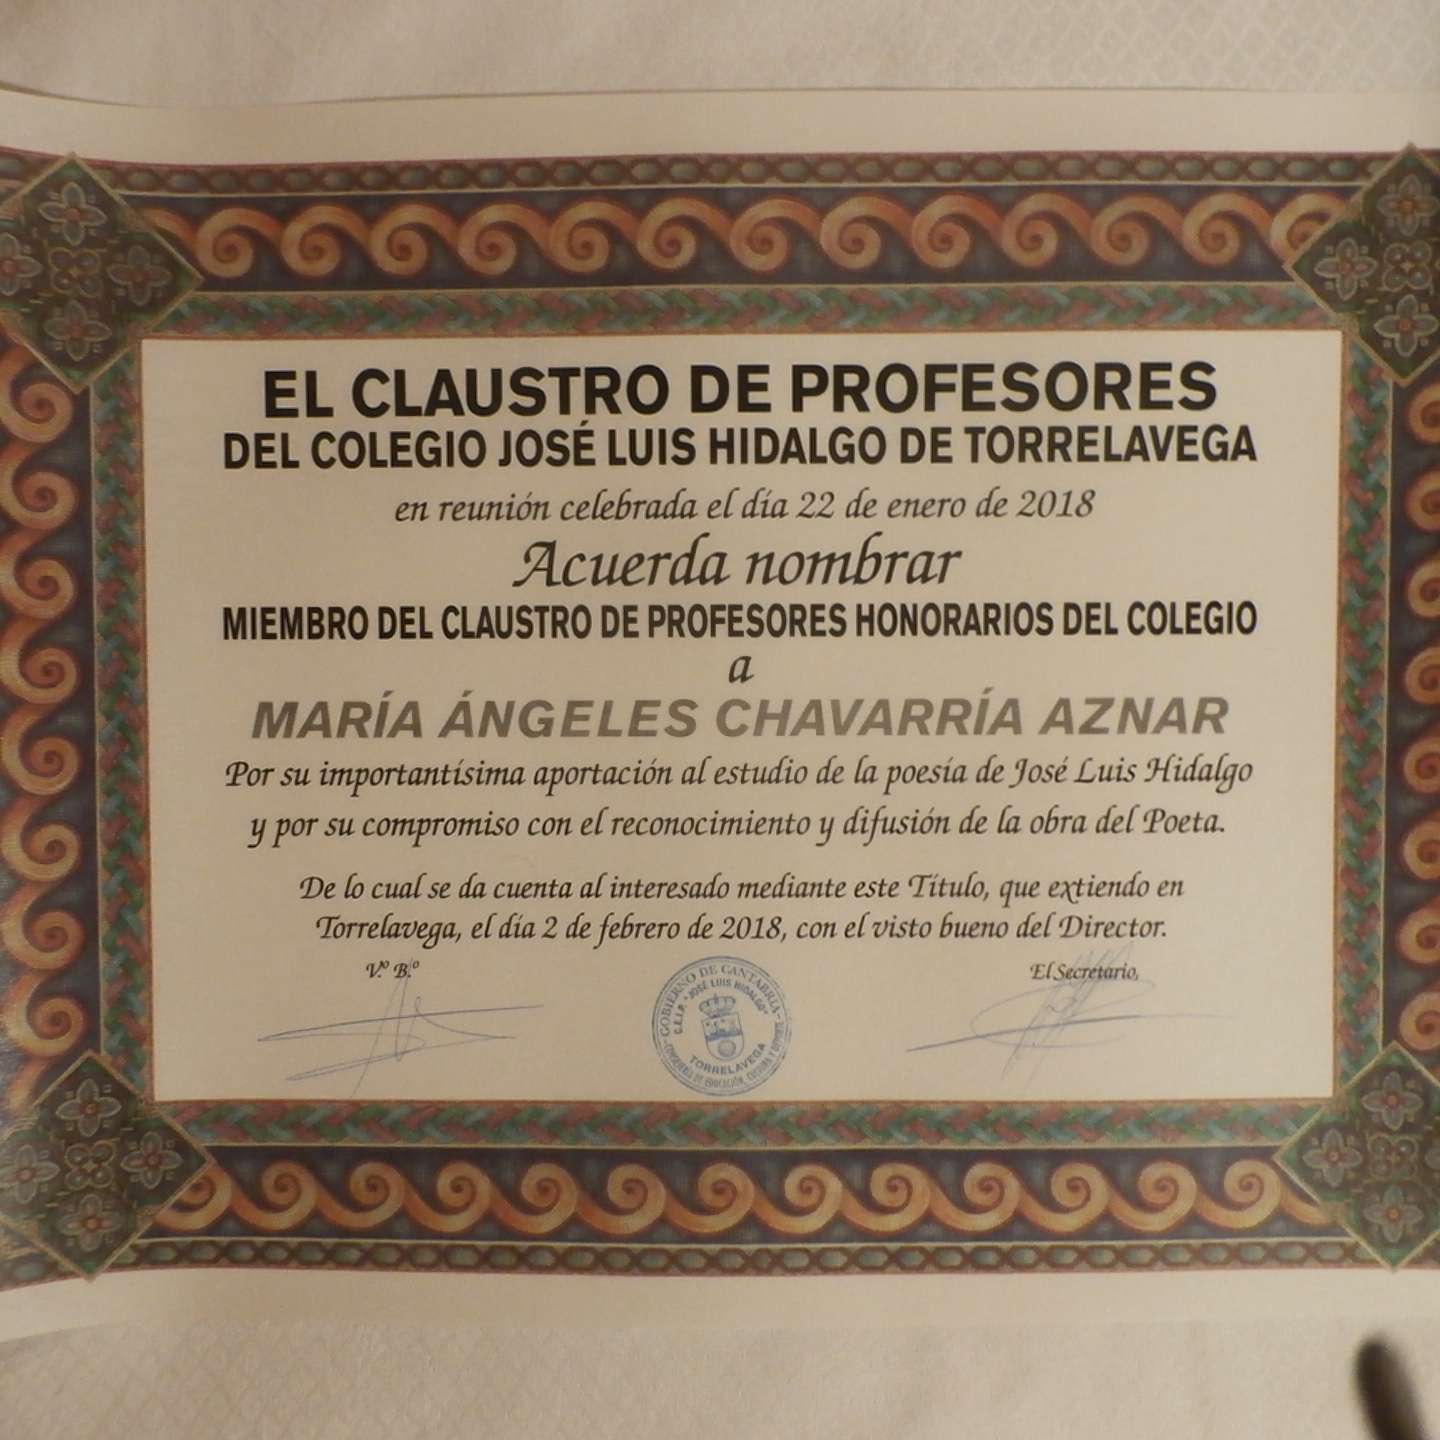 EL CLAUSTRO DE PROFESORES
DEL COLEGIO JOSÉ LUIS HIDALGO DE TORRELAVEGA
en reunión celebrada el día 22 de enero de 2018
Acuerda nombrar
MIEMBRO DEL CLAUSTRO DE PROFESORES HONORARIOS DEL COLEGIO
a
MARÍA ÁNGELES CHAVARRÍA AZNAR
Por su importantísima aportación al estudio de la poesía de José Luis Hidalgo
y por su compromiso con el reconocimiento y difusión de la obra del Poeta.
De lo cual se da cuenta al interesado mediante este Título, que extiendo en
Torrelavega, el día 2 de febrero de 2018, con el visto bueno del Director.
V.º B.º
El Secretario,
GOBIERNO DE CANTABRIA
C.E.I.P. "JOSÉ LUIS HIDALGO"
TORRELAVEGA
CONSEJERÍA DE EDUCACIÓN, CULTURA Y DEPORTE